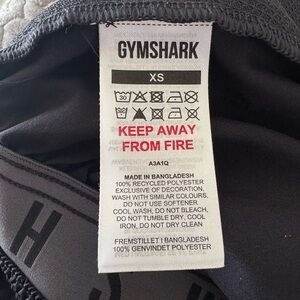 GYMSHARK
XS
30
KEEP AWAY
FROM FIRE
A3A1Q
MADE IN BANGLADESH
100% RECYCLED POLYESTER
EXCLUSIVE OF DECORATION,
WASH WITH SIMILAR COLOURS,
DO NOT USE SOFTENER
COOL WASH, DO NOT BLEACH,
DO NOT TUMBLE DRY, COOL
IRON, DO NOT DRY CLEAN
FREMSTILLET I BANGLADESH
100% GENVINDET POLYESTER
H